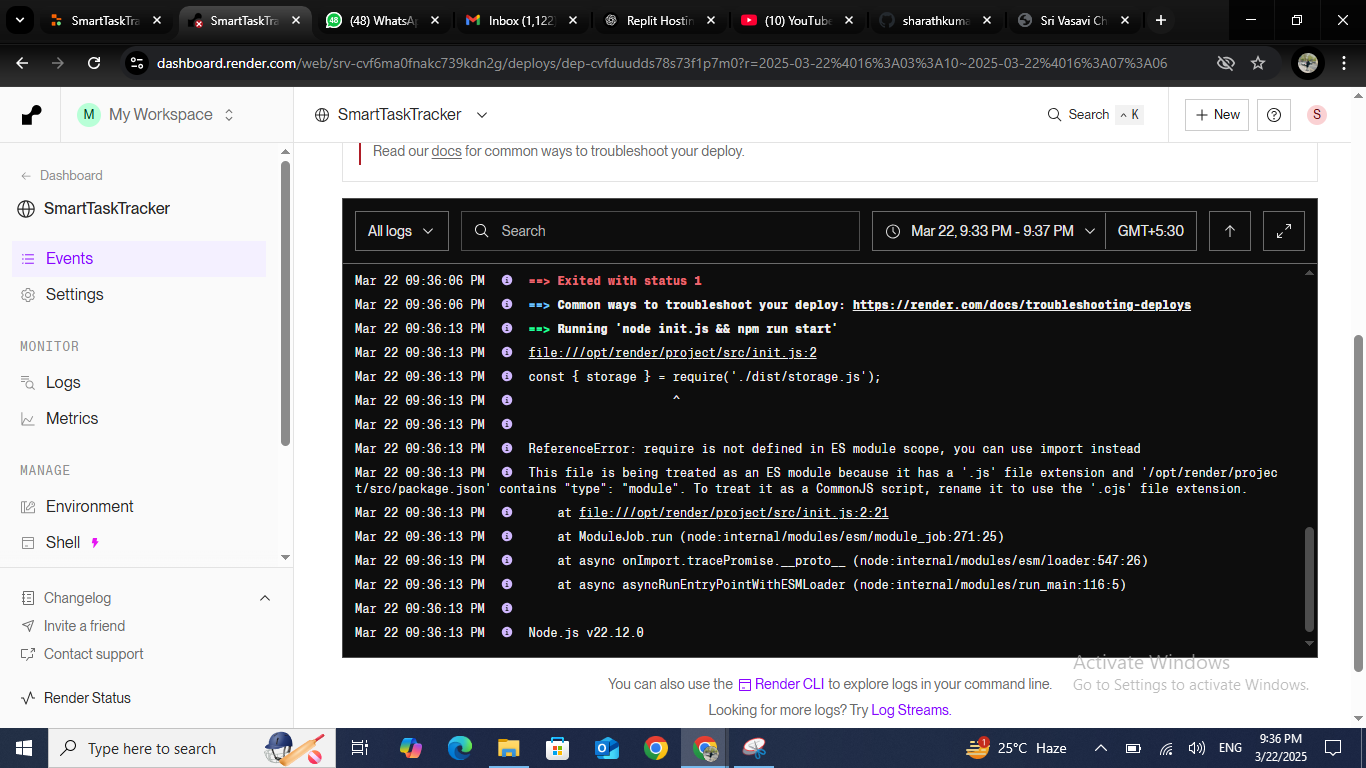 SmartTaskTra
SmartTaskTra
(48) WhatsAp
Inbox (1,122
Replit Hostin
(10) YouTube
sharathkuma
Sri Vasavi Ch
dashboard.render.com/web/srv-cvf6ma0fnakc739kdn2g/deploys/dep-cvfduudds78s73f1p7m0?r=2025-03-22%4016%3A03%3A10~2025-03-22%4016%3A07%3A06
M My Workspace
SmartTaskTracker
Search ^ K
+ New
S
Read our docs for common ways to troubleshoot your deploy.
← Dashboard
SmartTaskTracker
Events
Settings
MONITOR
Logs
Metrics
MANAGE
Environment
Shell
Changelog
Invite a friend
Contact support
Render Status
All logs
Search
Mar 22, 9:33 PM - 9:37 PM
GMT+5:30
Mar 22 09:36:06 PM ==> Exited with status 1
Mar 22 09:36:06 PM ==> Common ways to troubleshoot your deploy: https://render.com/docs/troubleshooting-deploys
Mar 22 09:36:13 PM ==> Running 'node init.js && npm run start'
Mar 22 09:36:13 PM file:///opt/render/project/src/init.js:2
Mar 22 09:36:13 PM const { storage } = require('./dist/storage.js');
Mar 22 09:36:13 PM ^
Mar 22 09:36:13 PM
Mar 22 09:36:13 PM ReferenceError: require is not defined in ES module scope, you can use import instead
Mar 22 09:36:13 PM This file is being treated as an ES module because it has a '.js' file extension and '/opt/render/projec
t/src/package.json' contains "type": "module". To treat it as a CommonJS script, rename it to use the '.cjs' file extension.
Mar 22 09:36:13 PM at file:///opt/render/project/src/init.js:2:21
Mar 22 09:36:13 PM at ModuleJob.run (node:internal/modules/esm/module_job:271:25)
Mar 22 09:36:13 PM at async onImport.tracePromise.__proto__ (node:internal/modules/esm/loader:547:26)
Mar 22 09:36:13 PM at async asyncRunEntryPointWithESMLoader (node:internal/modules/run_main:116:5)
Mar 22 09:36:13 PM
Mar 22 09:36:13 PM Node.js v22.12.0
You can also use the Render CLI to explore logs in your command line.
Looking for more logs? Try Log Streams.
Activate Windows
Go to Settings to activate Windows.
Type here to search
1
25°C Haze
ENG
9:36 PM
3/22/2025